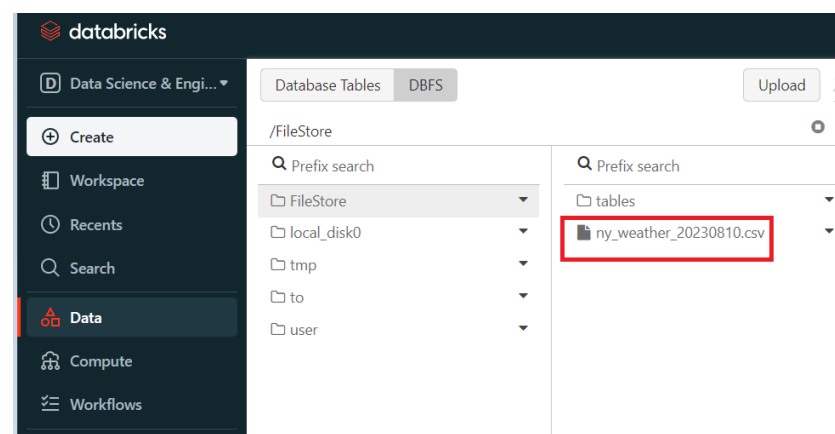 databricks
D Data Science & Engi...
Create
Workspace
Recents
Search
Data
Compute
Workflows
Database Tables DBFS Upload
/FileStore
Prefix search
FileStore
local_disk0
tmp
to
user
Prefix search
tables
ny_weather_20230810.csv